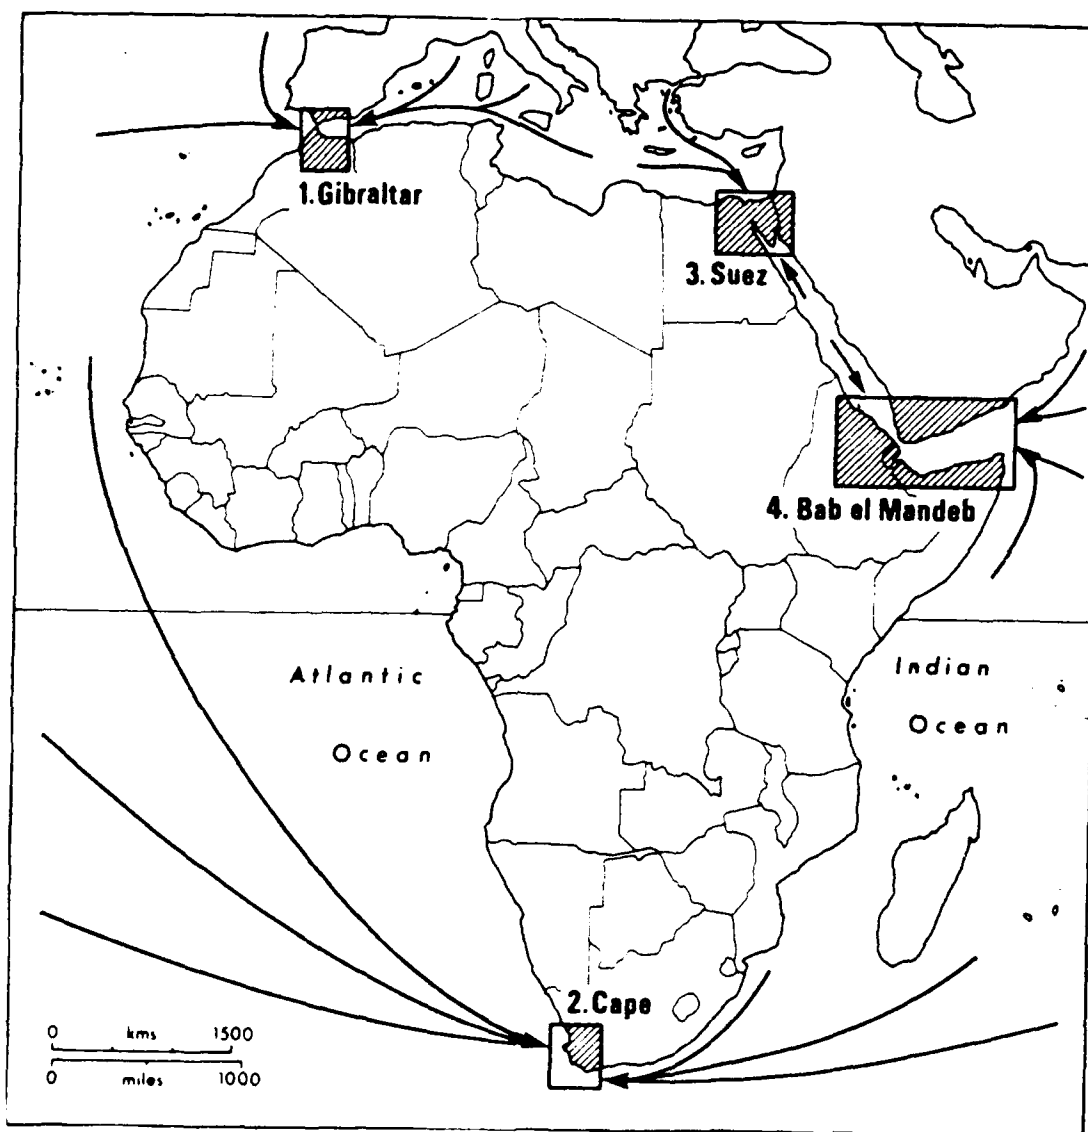 1. Gibraltar
3. Suez
4. Bab el Mandeb
Atlantic
Ocean
Indian
Ocean
2. Cape
0 kms 1500
0 miles 1000